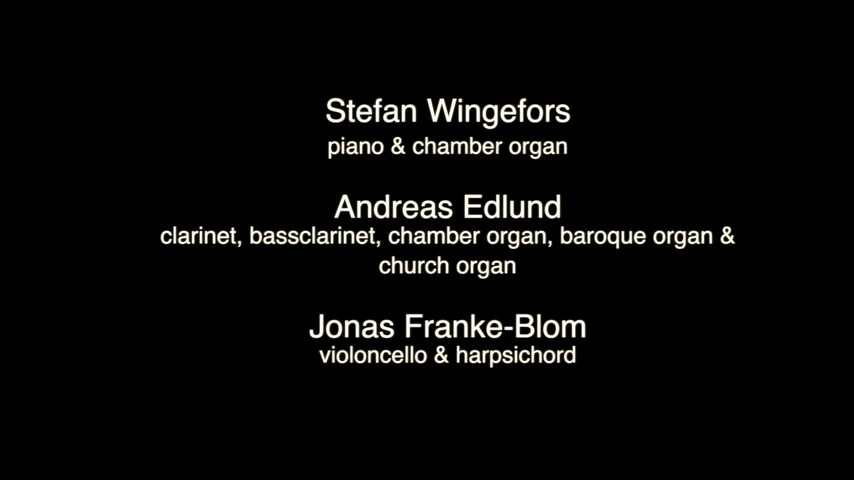 Stefan Wingefors
piano & chamber organ
Andreas Edlund
clarinet, bassclarinet, chamber organ, baroque organ &
church organ
Jonas Franke-Blom
violoncello & harpsichord